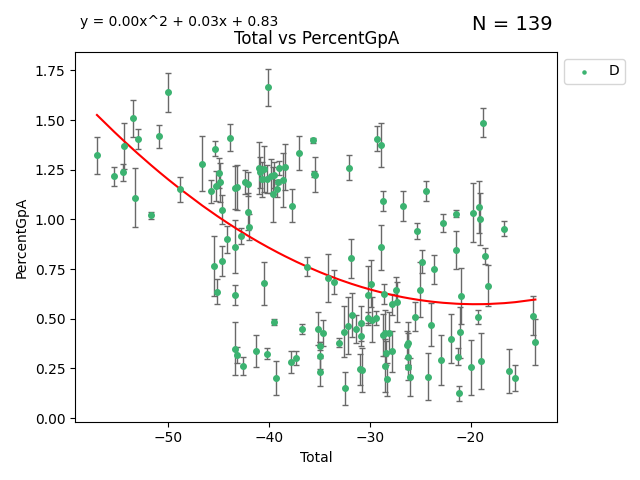 y = 0.00x^2 + 0.03x + 0.83
N = 139
Total vs PercentGpA
D
PercentGpA
1.75
1.50
1.25
1.00
0.75
0.50
0.25
0.00
−50
−40
−30
−20
Total